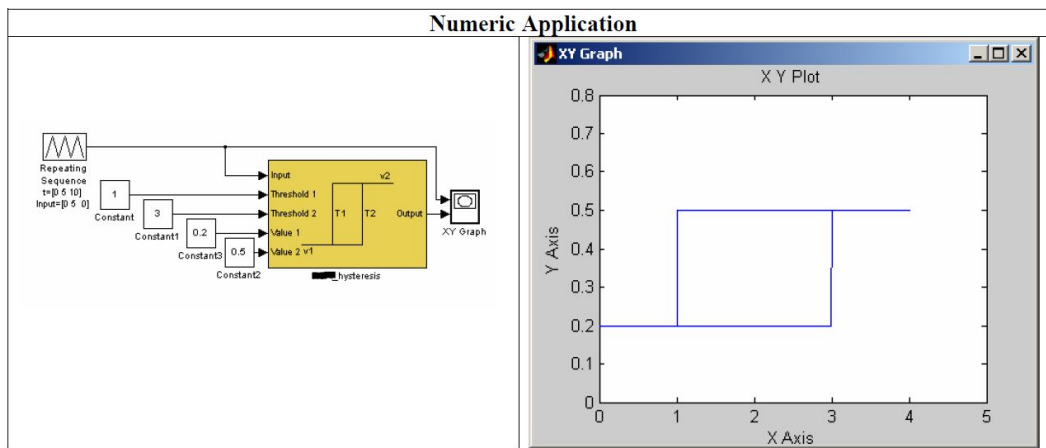 Numeric Application
Repeating
Sequence
t=[0 5 10]
Input=[0 5 0]
1
Constant
3
Constant1
0.2
Constant3
0.5
Constant2
Input
Threshold 1
Threshold 2
Value 1
Value 2
v1
T1
T2
v2
Output
_hysteresis
XY Graph
XY Graph
X Y Plot
0.8
0.7
0.6
0.5
0.4
0.3
0.2
0.1
0
Y Axis
0 1 2 3 4 5
X Axis